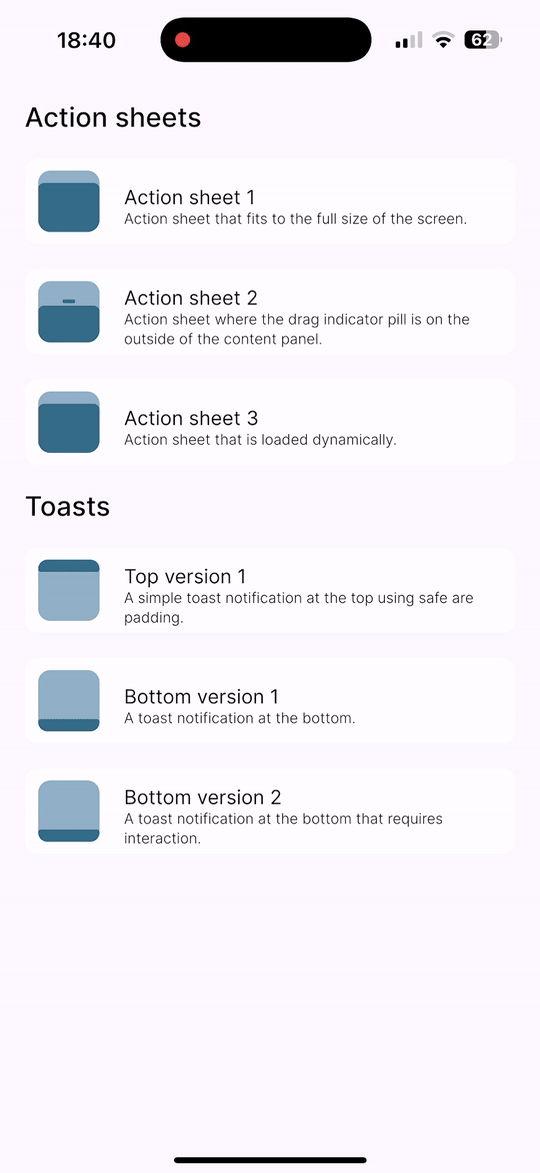 18:40
62
Action sheets
Action sheet 1
Action sheet that fits to the full size of the screen.
Action sheet 2
Action sheet where the drag indicator pill is on the
outside of the content panel.
Action sheet 3
Action sheet that is loaded dynamically.
Toasts
Top version 1
A simple toast notification at the top using safe are
padding.
Bottom version 1
A toast notification at the bottom.
Bottom version 2
A toast notification at the bottom that requires
interaction.